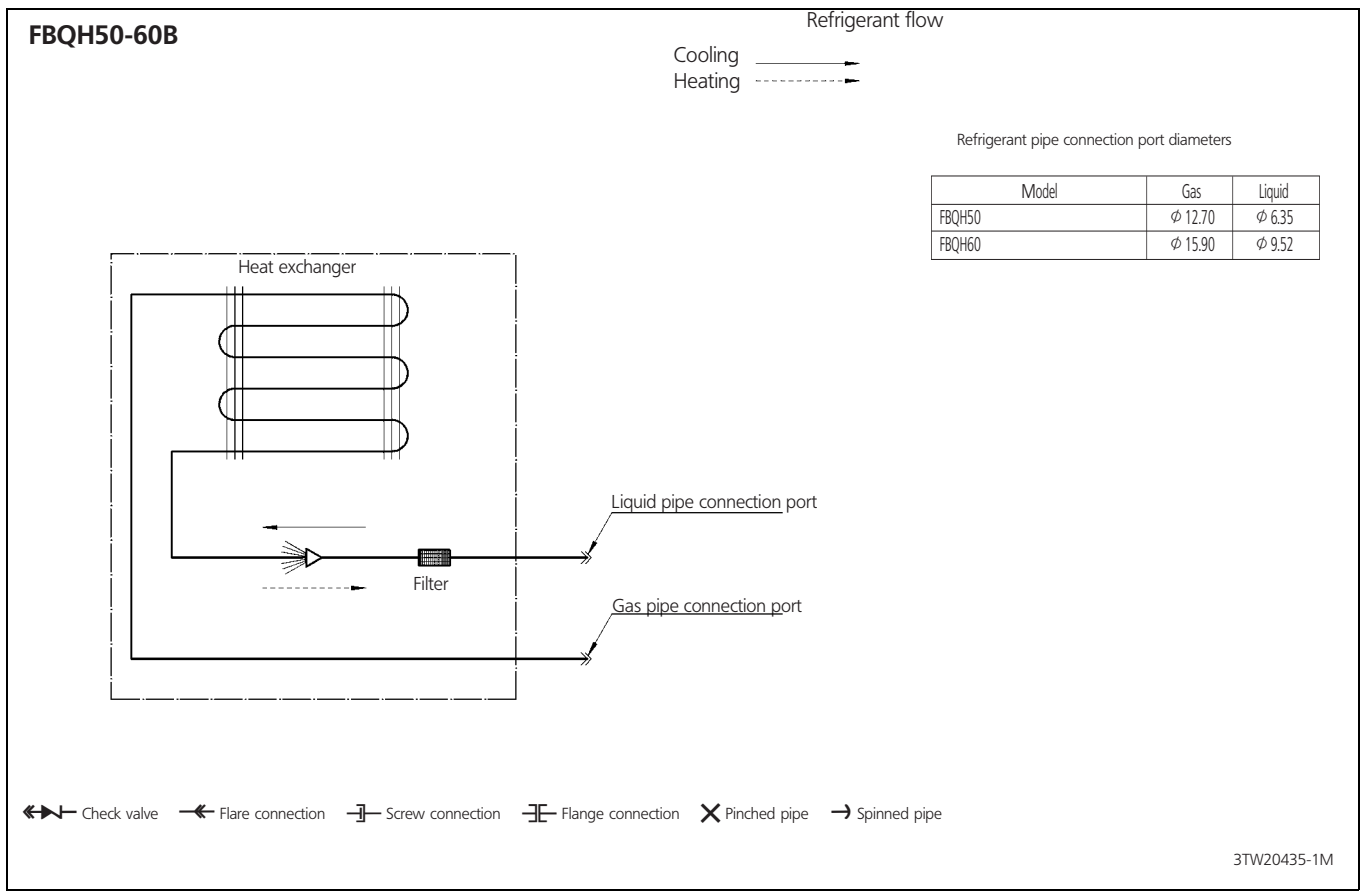 FBQH50-60B
Refrigerant flow
Cooling
Heating
Refrigerant pipe connection port diameters
Model Gas Liquid
FBQH50 ϕ 12.70 ϕ 6.35
FBQH60 ϕ 15.90 ϕ 9.52
Heat exchanger
Liquid pipe connection port
Filter
Gas pipe connection port
Check valve Flare connection Screw connection Flange connection Pinched pipe Spinned pipe
3TW20435-1M